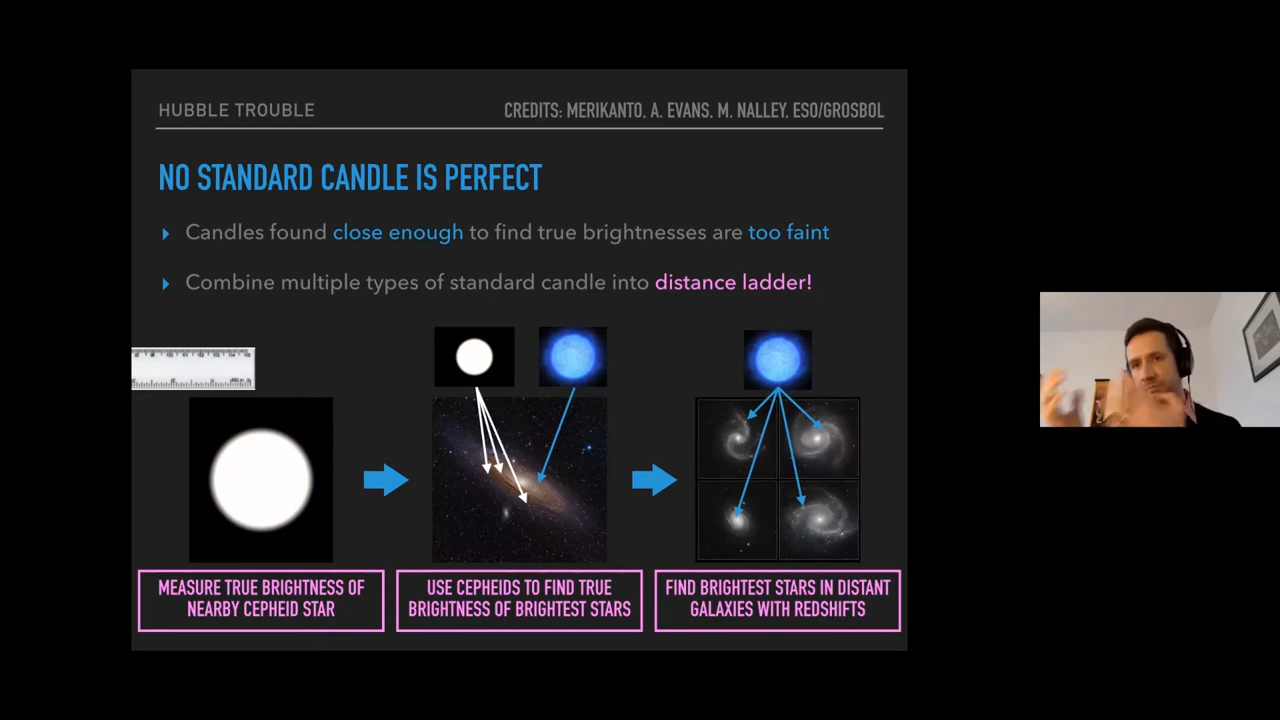 HUBBLE TROUBLE
CREDITS: MERIKANTO, A. EVANS, M. NALLEY, ESO/GROSBOL
NO STANDARD CANDLE IS PERFECT
Candles found close enough to find true brightnesses are too faint
Combine multiple types of standard candle into distance ladder!
MEASURE TRUE BRIGHTNESS OF
NEARBY CEPHEID STAR
USE CEPHEIDS TO FIND TRUE
BRIGHTNESS OF BRIGHTEST STARS
FIND BRIGHTEST STARS IN DISTANT
GALAXIES WITH REDSHIFTS